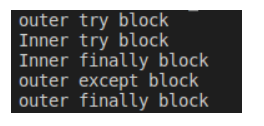 outer try block
Inner try block
Inner finally block
outer except block
outer finally block